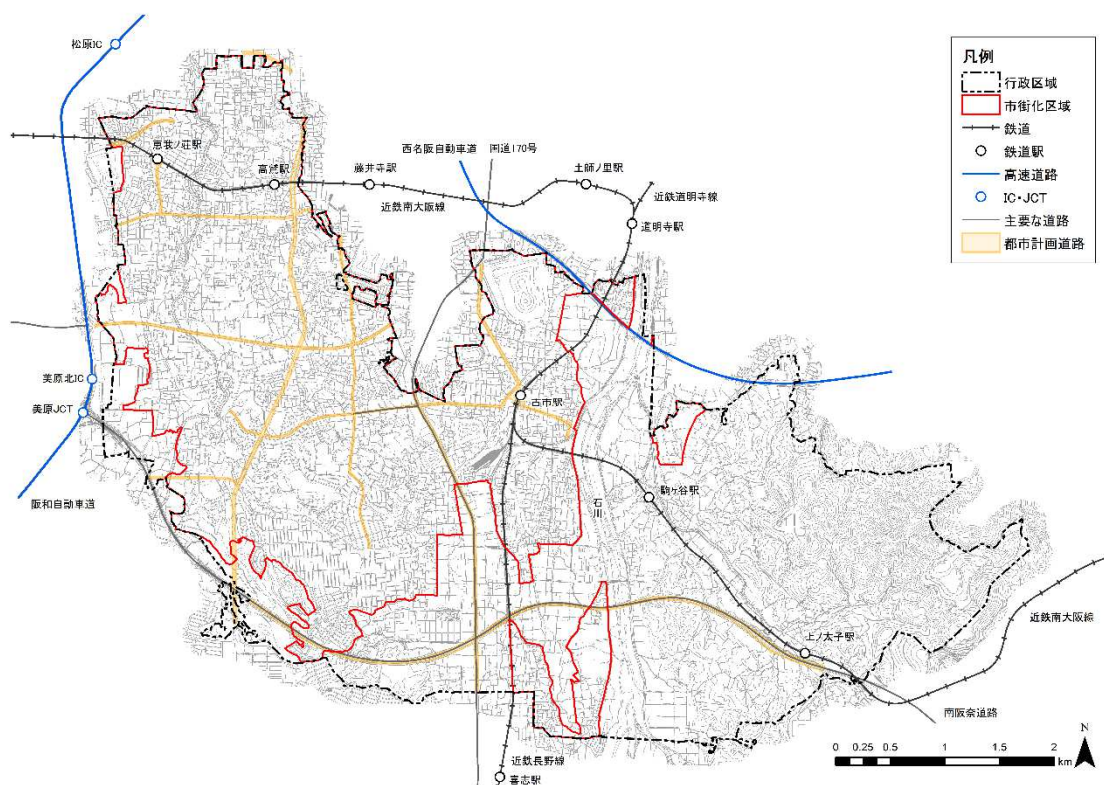 松原IC
恵我ノ荘駅
高鷲駅
藤井寺駅
近鉄南大阪線
西名阪自動車道
国道170号
土師ノ里駅
近鉄道明寺線
道明寺駅
美原北IC
美原JCT
阪和自動車道
古市駅
石川
駒ヶ谷駅
上ノ太子駅
近鉄南大阪線
南阪奈道路
近鉄長野線
喜志駅
凡例
行政区域
市街化区域
鉄道
鉄道駅
高速道路
IC・JCT
主要な道路
都市計画道路
N
0 0.25 0.5 1 1.5 2
km